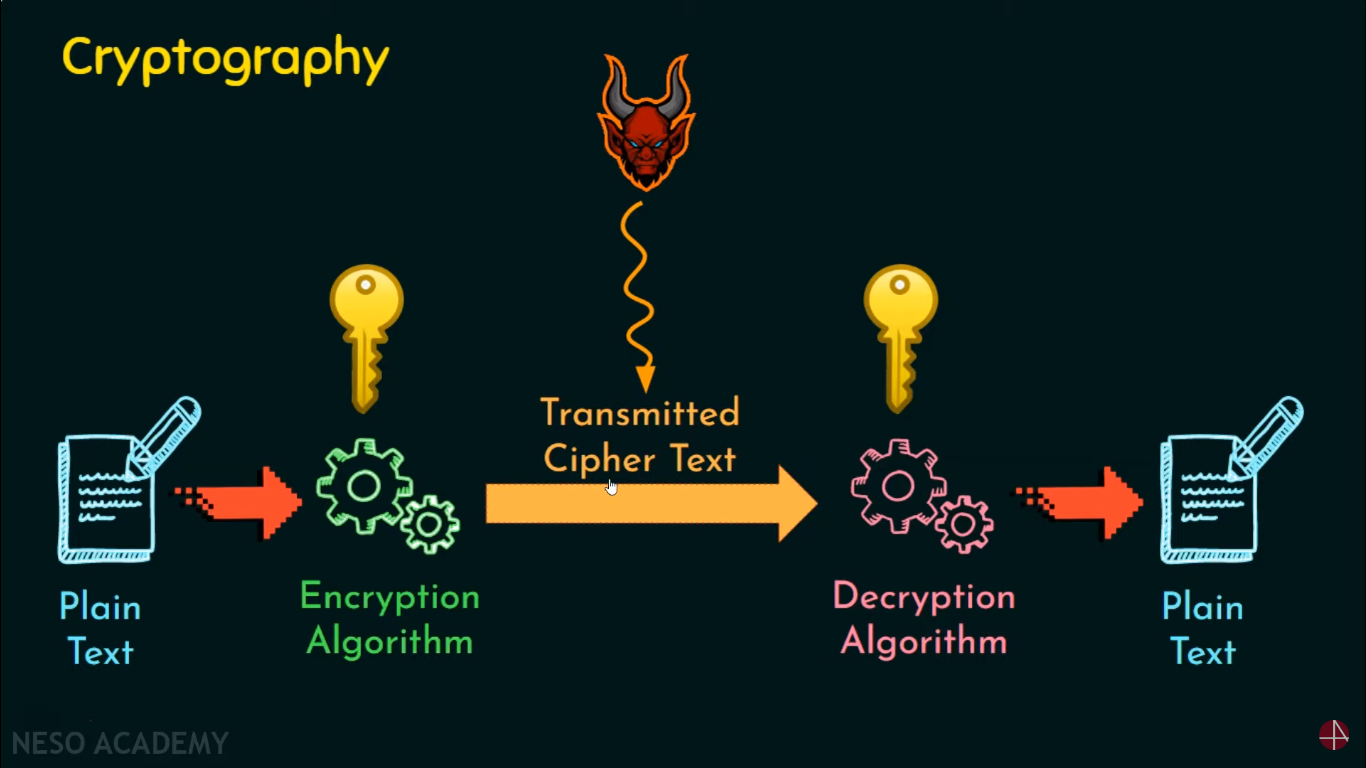 Cryptography
Transmitted
Cipher Text
Plain
Text
Encryption
Algorithm
Decryption
Algorithm
Plain
Text
NESO ACADEMY